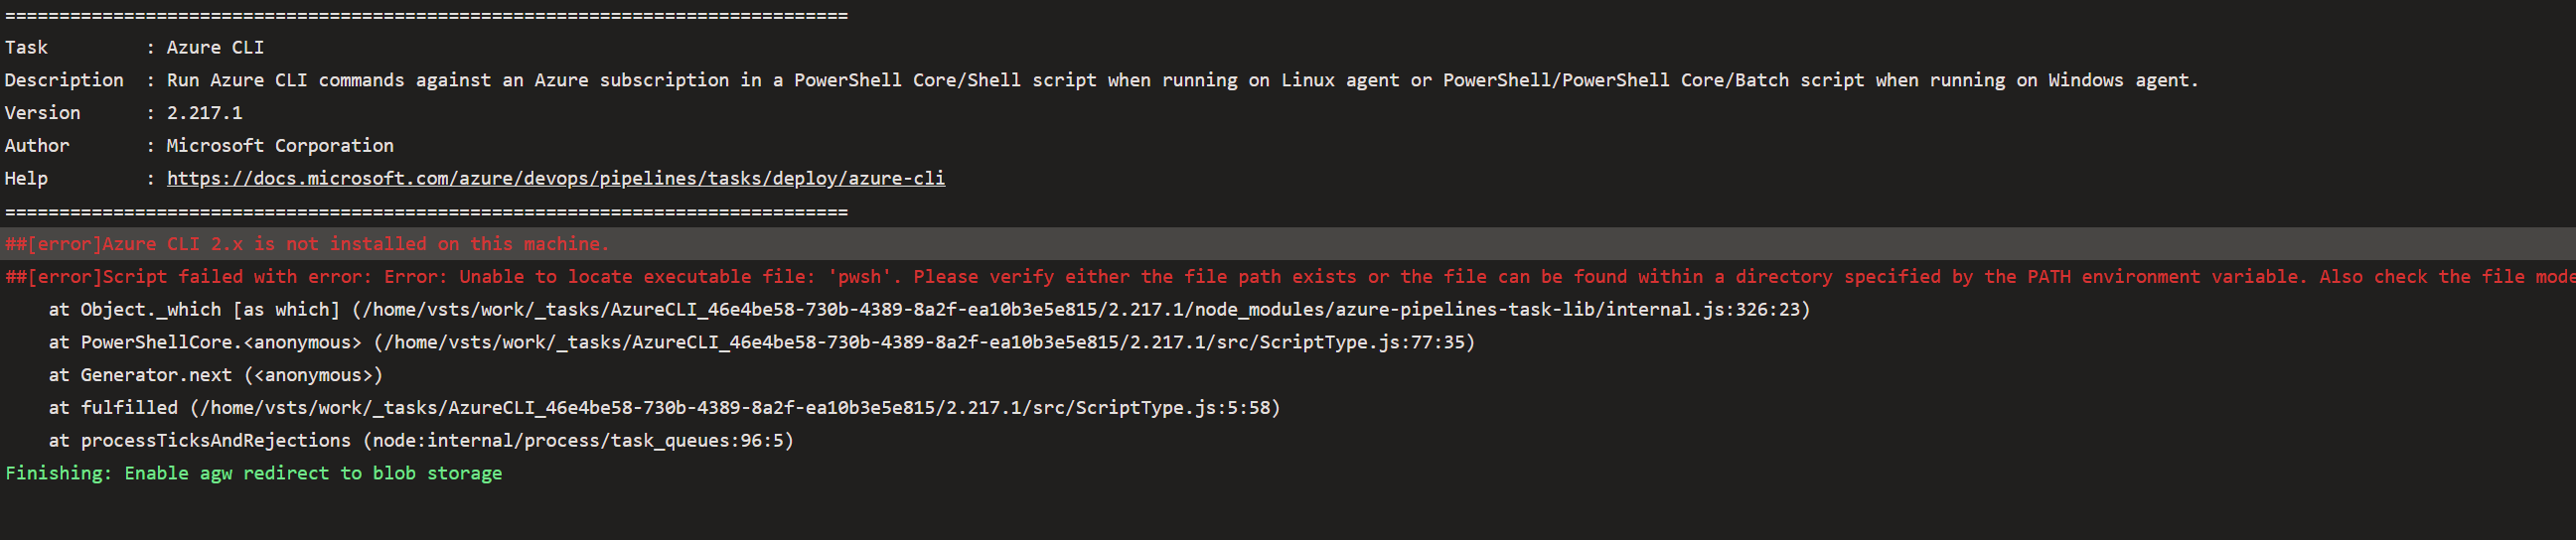 ==============================================================================
Task         : Azure CLI
Description  : Run Azure CLI commands against an Azure subscription in a PowerShell Core/Shell script when running on Linux agent or PowerShell/PowerShell Core/Batch script when running on Windows agent.
Version      : 2.217.1
Author       : Microsoft Corporation
Help         : https://docs.microsoft.com/azure/devops/pipelines/tasks/deploy/azure-cli
==============================================================================
##[error]Azure CLI 2.x is not installed on this machine.
##[error]Script failed with error: Error: Unable to locate executable file: 'pwsh'. Please verify either the file path exists or the file can be found within a directory specified by the PATH environment variable. Also check the file mode
    at Object._which [as which] (/home/vsts/work/_tasks/AzureCLI_46e4be58-730b-4389-8a2f-ea10b3e5e815/2.217.1/node_modules/azure-pipelines-task-lib/internal.js:326:23)
    at PowerShellCore.<anonymous> (/home/vsts/work/_tasks/AzureCLI_46e4be58-730b-4389-8a2f-ea10b3e5e815/2.217.1/src/ScriptType.js:77:35)
    at Generator.next (<anonymous>)
    at fulfilled (/home/vsts/work/_tasks/AzureCLI_46e4be58-730b-4389-8a2f-ea10b3e5e815/2.217.1/src/ScriptType.js:5:58)
    at processTicksAndRejections (node:internal/process/task_queues:96:5)
Finishing: Enable agw redirect to blob storage